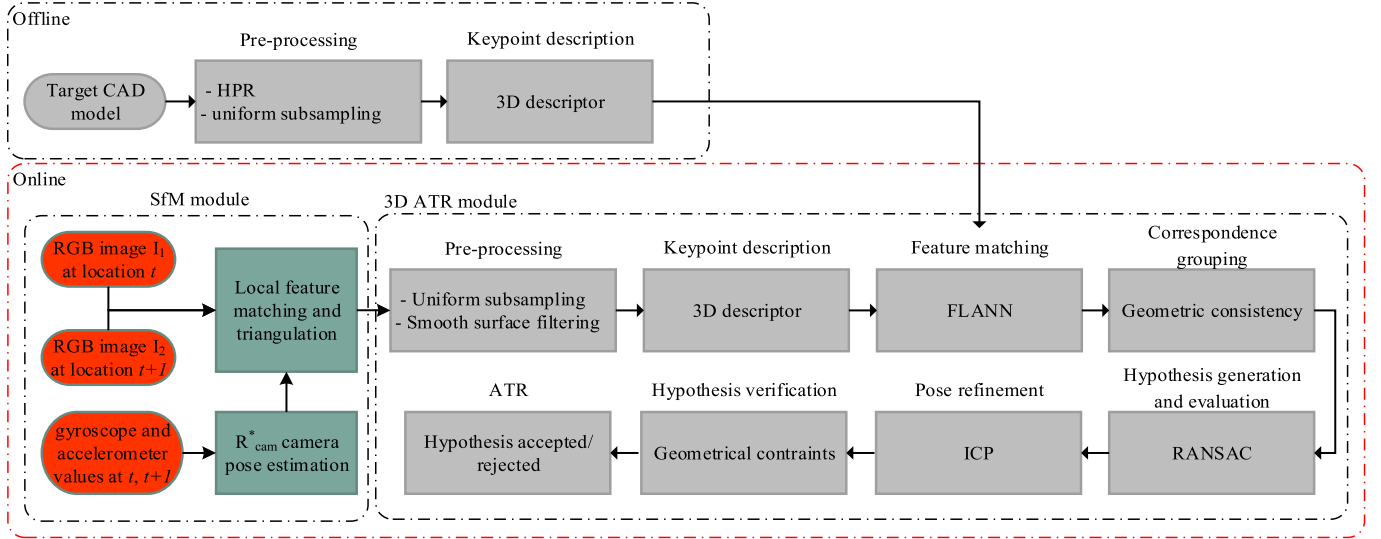 Offline
Pre-processing
Keypoint description
Target CAD
model
- HPR
- uniform subsampling
3D descriptor
Online
SfM module
RGB image I₁
at location t
RGB image I₂
at location t+1
gyroscope and
accelerometer
values at t, t+1
Local feature
matching and
triangulation
R*cam camera
pose estimation
3D ATR module
Pre-processing
- Uniform subsampling
- Smooth surface filtering
Keypoint description
3D descriptor
Feature matching
FLANN
Correspondence
grouping
Geometric consistency
Hypothesis generation
and evaluation
RANSAC
Pose refinement
ICP
Hypothesis verification
Geometrical contraints
ATR
Hypothesis accepted/
rejected